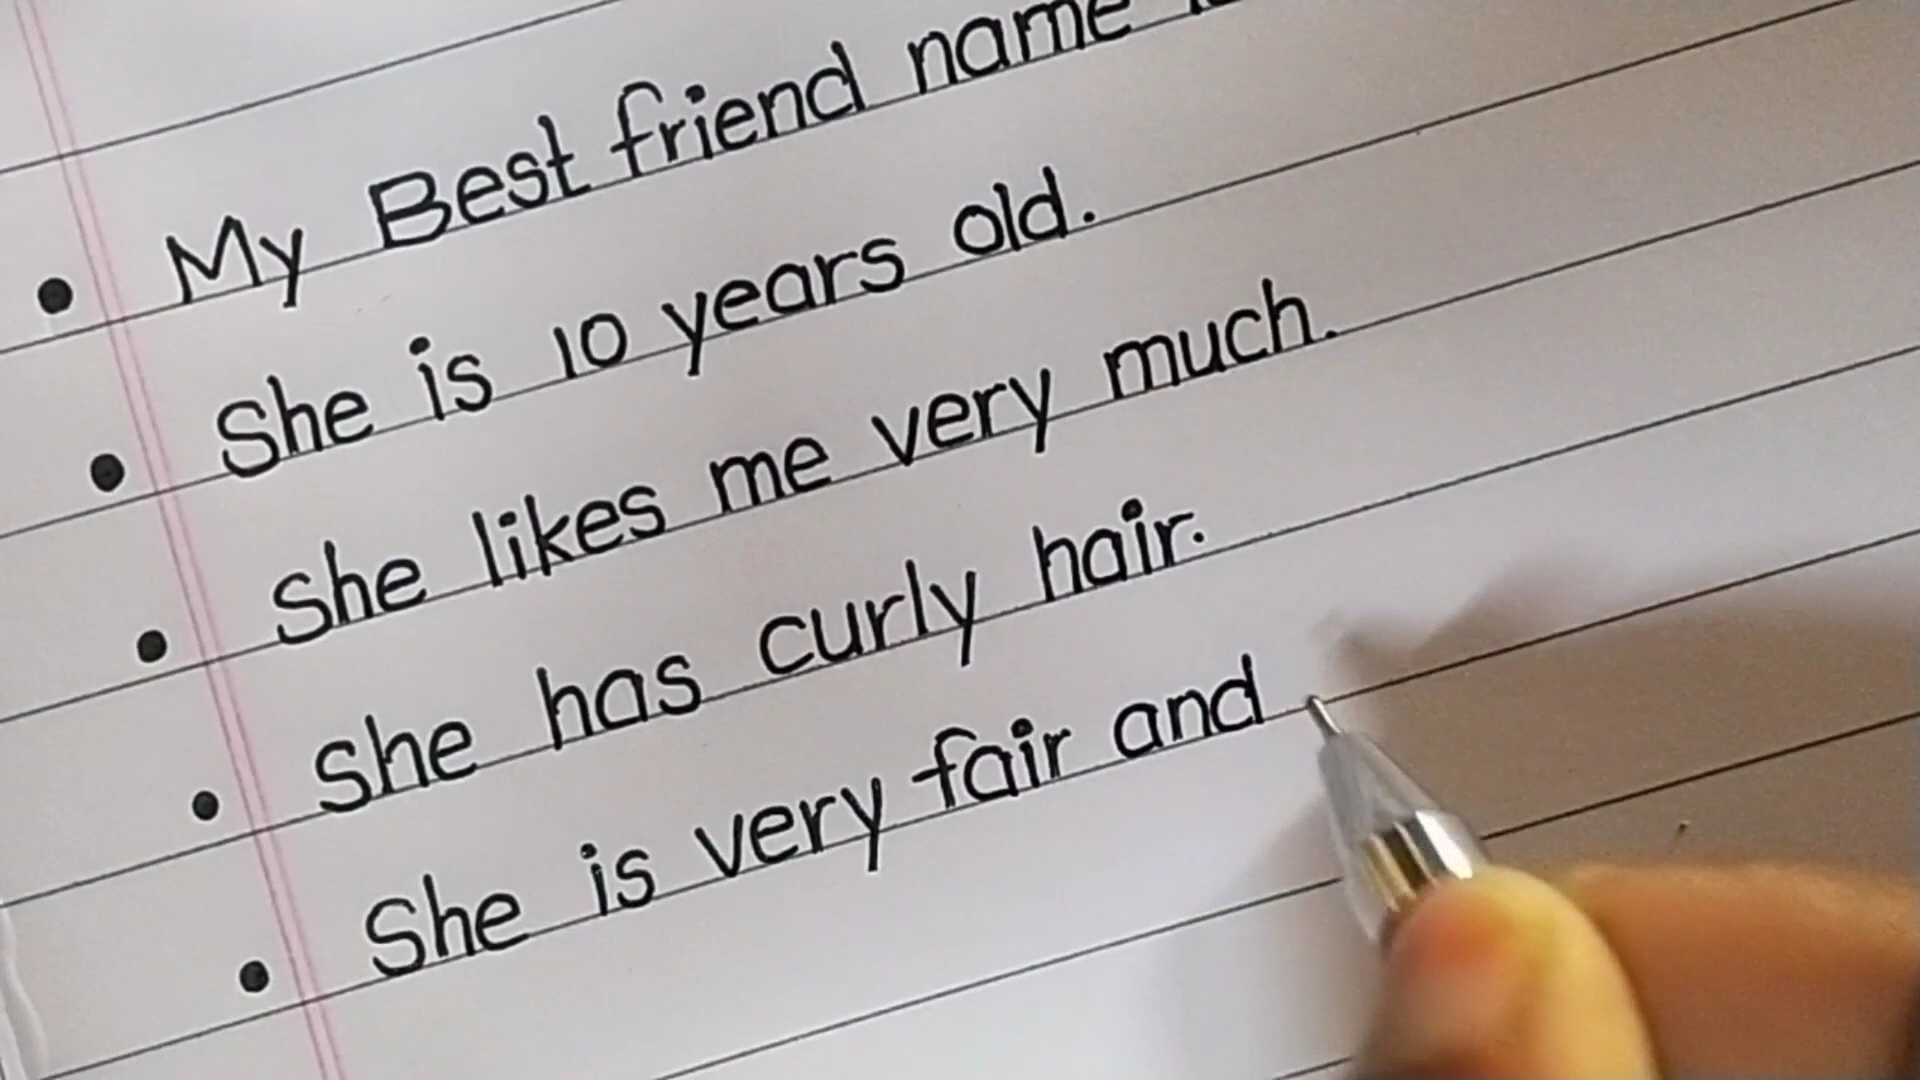 • My Best friend name
• She is 10 years old.
• She likes me very much.
• She has curly hair.
• She is very fair and